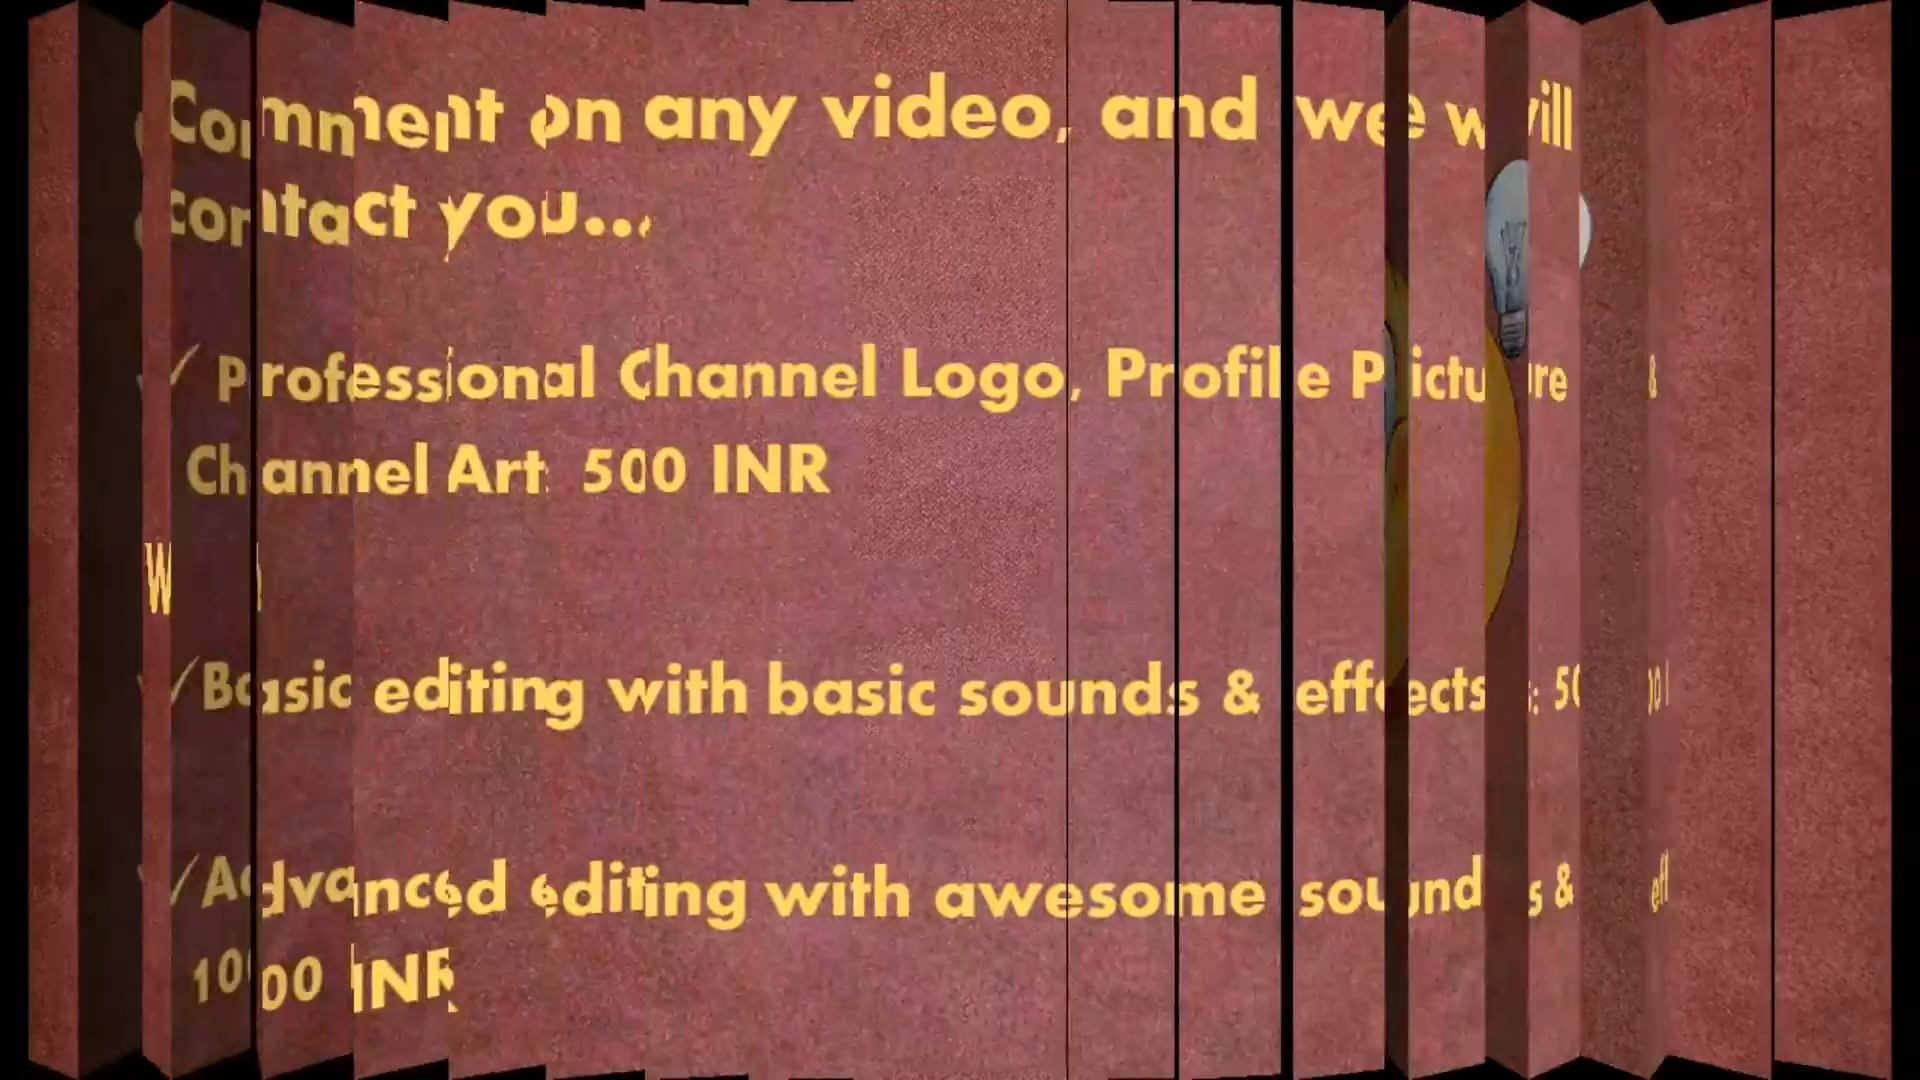 Comment on any video, and we will
contact you...
✓ Professional Channel Logo, Profile Picture &
Channel Art: 500 INR
✓Basic editing with basic sounds & effects:
✓Advanced editing with awesome sounds &
1000 INR